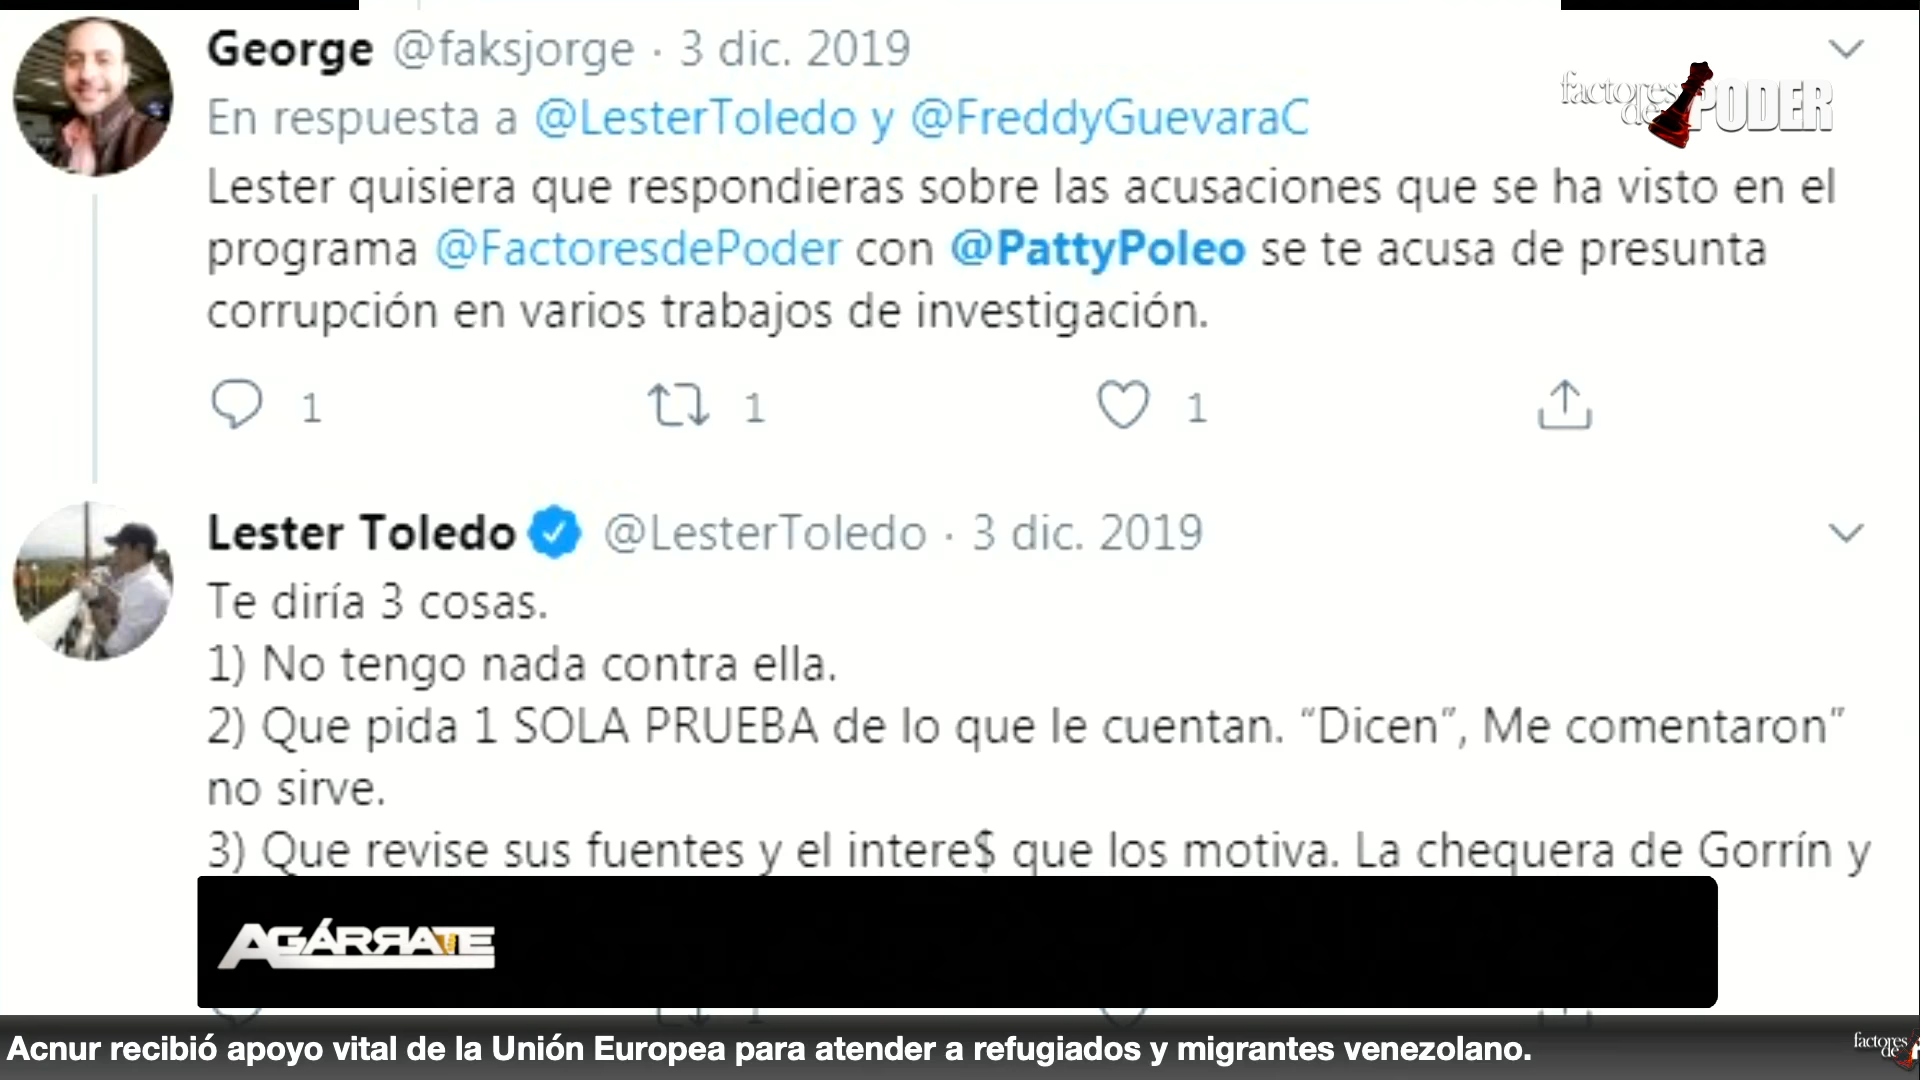 George @faksjorge · 3 dic. 2019
factores de PODER
En respuesta a @LesterToledo y @FreddyGuevaraC
Lester quisiera que respondieras sobre las acusaciones que se ha visto en el
programa @FactoresdePoder con @PattyPoleo se te acusa de presunta
corrupción en varios trabajos de investigación.
1 1 1
Lester Toledo @LesterToledo · 3 dic. 2019
Te diría 3 cosas.
1) No tengo nada contra ella.
2) Que pida 1 SOLA PRUEBA de lo que le cuentan. “Dicen”, Me comentaron”
no sirve.
3) Que revise sus fuentes y el intere$ que los motiva. La chequera de Gorrín y
AGÁRRATE
Acnur recibió apoyo vital de la Unión Europea para atender a refugiados y migrantes venezolano.
factores de